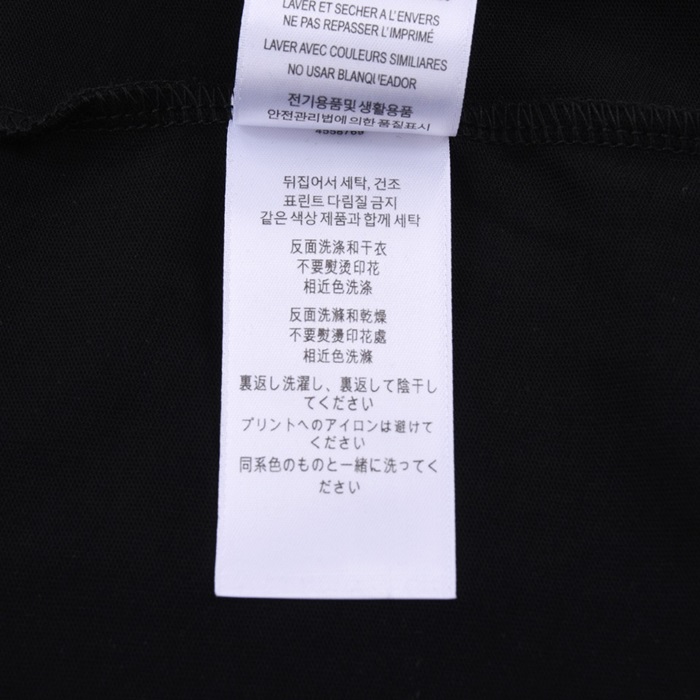 LAVER ET SECHER A L'ENVERS
NE PAS REPASSER L'IMPRIMÉ
LAVER AVEC COULEURS SIMILIARES
NO USAR BLANQUEADOR
전기용품및 생활용품
안전관리법에 의한 품질표시
4558769
뒤집어서 세탁, 건조
표린트 다림질 금지
같은 색상 제품과 함께 세탁
反面洗涤和干衣
不要熨烫印花
相近色洗涤
反面洗滌和乾燥
不要熨燙印花處
相近色洗滌
裏返し洗濯し、裏返して陰干し
てください
プリントへのアイロンは避けて
ください
同系色のものと一緒に洗ってく
ださい